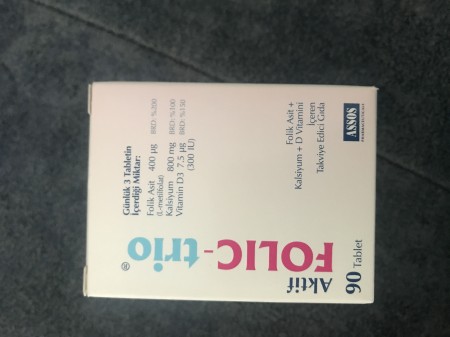 Aktif
FOLIC-trio®
Günlük 3 Tabletin
İçerdiği Miktar:
Folik Asit 400 µg BRD: %200
(L-metilfolat)
Kalsiyum 800 mg BRD: %100
Vitamin D3 7.5 µg BRD: %150
(300 IU)
90 Tablet
Folik Asit +
Kalsiyum + D Vitamini
İçeren
Takviye Edici Gıda
ASSOS